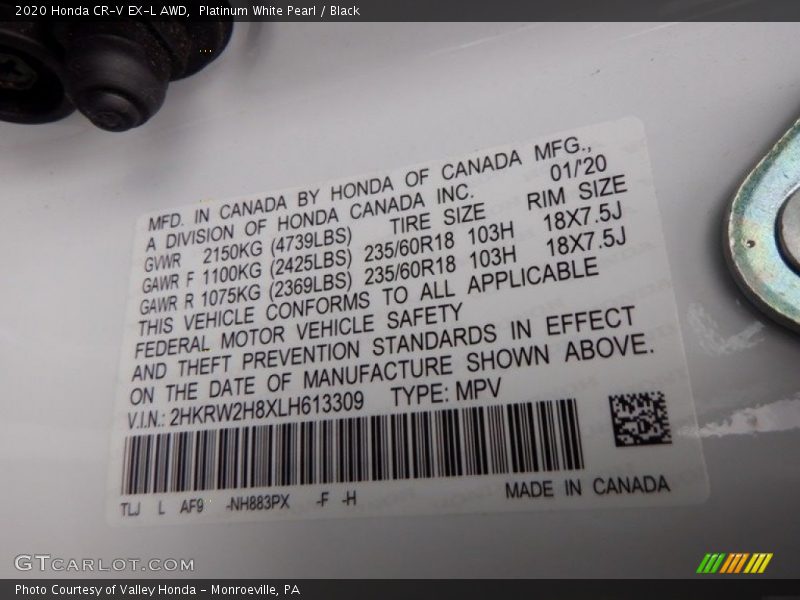 2020 Honda CR-V EX-L AWD, Platinum White Pearl / Black
MFD. IN CANADA BY HONDA OF CANADA MFG.,
A DIVISION OF HONDA CANADA INC. 01/'20
GVWR 2150KG (4739LBS) TIRE SIZE RIM SIZE
GAWR F 1100KG (2425LBS) 235/60R18 103H 18X7.5J
GAWR R 1075KG (2369LBS) 235/60R18 103H 18X7.5J
THIS VEHICLE CONFORMS TO ALL APPLICABLE
FEDERAL MOTOR VEHICLE SAFETY
AND THEFT PREVENTION STANDARDS IN EFFECT
ON THE DATE OF MANUFACTURE SHOWN ABOVE.
V.I.N.: 2HKRW2H8XLH613309 TYPE: MPV
TLJ L AF9 -NH883PX -F -H MADE IN CANADA
GTCARLOT.COM
Photo Courtesy of Valley Honda - Monroeville, PA